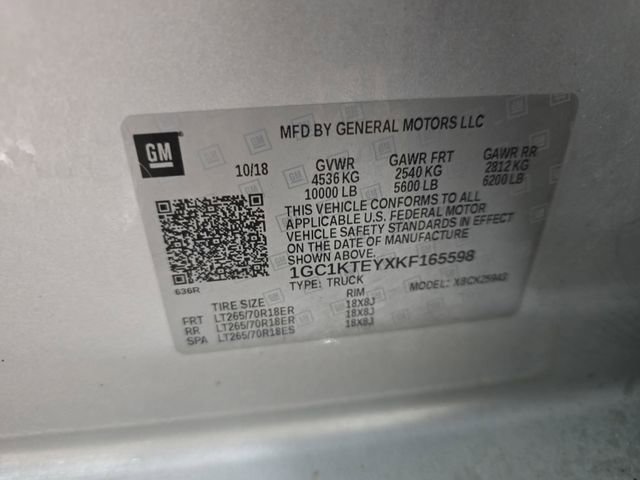 GM
MFD BY GENERAL MOTORS LLC
10/18 GVWR GAWR FRT GAWR RR
4536 KG 2540 KG 2812 KG
10000 LB 5600 LB 6200 LB
THIS VEHICLE CONFORMS TO ALL
APPLICABLE U.S. FEDERAL MOTOR
VEHICLE SAFETY STANDARDS IN EFFECT
ON THE DATE OF MANUFACTURE
SHOWN ABOVE.
1GC1KTEYXKF165598
636R
TYPE: TRUCK MODEL:
TIRE SIZE RIM
FRT LT265/70R18ER 18X8J
RR LT265/70R18ER 18X8J
SPA LT265/70R18ES 18X8J